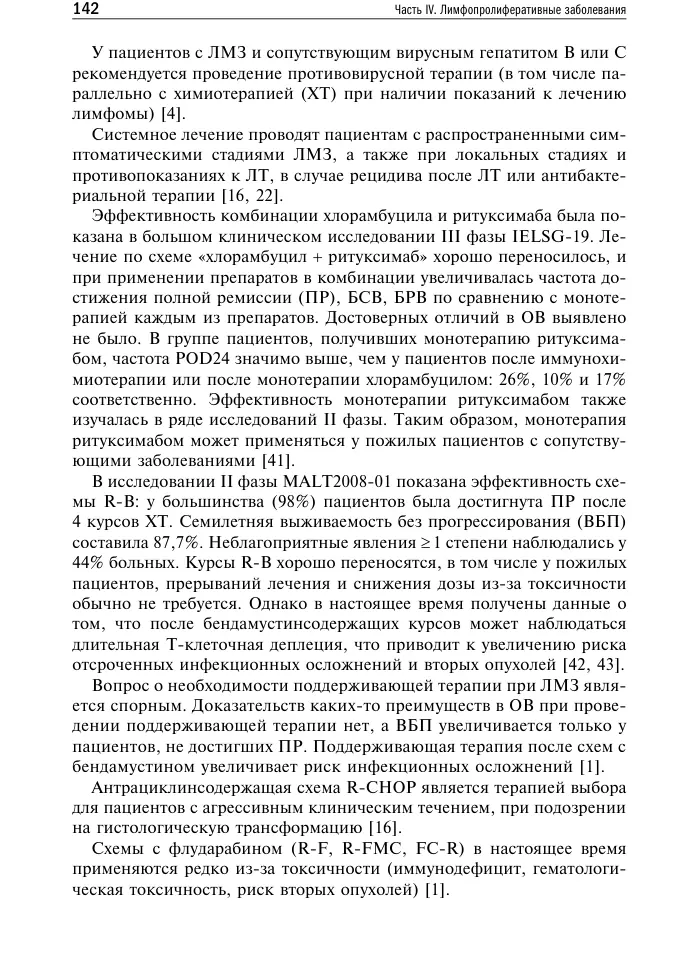 142
Часть IV. Лимфопролиферативные заболевания
У пациентов с ЛМЗ и сопутствующим вирусным гепатитом В или С
рекомендуется проведение противовирусной терапии (в том числе па-
раллельно с химиотерапией (ХТ) при наличии показаний к лечению
лимфомы) [4].
Системное лечение проводят пациентам с распространенными сим-
птоматическими стадиями ЛМЗ, а также при локальных стадиях и
противопоказаниях к ЛТ, в случае рецидива после ЛТ или антибакте-
риальной терапии [16, 22].
Эффективность комбинации хлорамбуцила и ритуксимаба была по-
казана в большом клиническом исследовании III фазы IELSG-19. Ле-
чение по схеме «хлорамбуцил + ритуксимаб» хорошо переносилось, и
при применении препаратов в комбинации увеличивалась частота до-
стижения полной ремиссии (ПР), БСВ, БРВ по сравнению с моноте-
рапией каждым из препаратов. Достоверных отличий в ОВ выявлено
не было. В группе пациентов, получивших монотерапию ритуксима-
бом, частота POD24 значимо выше, чем у пациентов после иммунохи-
миотерапии или после монотерапии хлорамбуцилом: 26%, 10% и 17%
соответственно. Эффективность монотерапии ритуксимабом также
изучалась в ряде исследований II фазы. Таким образом, монотерапия
ритуксимабом может применяться у пожилых пациентов с сопутству-
ющими заболеваниями [41].
В исследовании II фазы MALT2008-01 показана эффективность схе-
мы R-B: у большинства (98%) пациентов была достигнута ПР после
4 курсов ХТ. Семилетняя выживаемость без прогрессирования (ВБП)
составила 87,7%. Неблагоприятные явления ≥ 1 степени наблюдались у
44% больных. Курсы R-B хорошо переносятся, в том числе у пожилых
пациентов, прерываний лечения и снижения дозы из-за токсичности
обычно не требуется. Однако в настоящее время получены данные о
том, что после бендамустинсодержащих курсов может наблюдаться
длительная Т-клеточная деплеция, что приводит к увеличению риска
отсроченных инфекционных осложнений и вторых опухолей [42, 43].
Вопрос о необходимости поддерживающей терапии при ЛМЗ явля-
ется спорным. Доказательств каких-то преимуществ в ОВ при прове-
дении поддерживающей терапии нет, а ВБП увеличивается только у
пациентов, не достигших ПР. Поддерживающая терапия после схем с
бендамустином увеличивает риск инфекционных осложнений [1].
Антрациклинсодержащая схема R-CHOP является терапией выбора
для пациентов с агрессивным клиническим течением, при подозрении
на гистологическую трансформацию [16].
Схемы с флударабином (R-F, R-FMC, FC-R) в настоящее время
применяются редко из-за токсичности (иммунодефицит, гематологи-
ческая токсичность, риск вторых опухолей) [1].